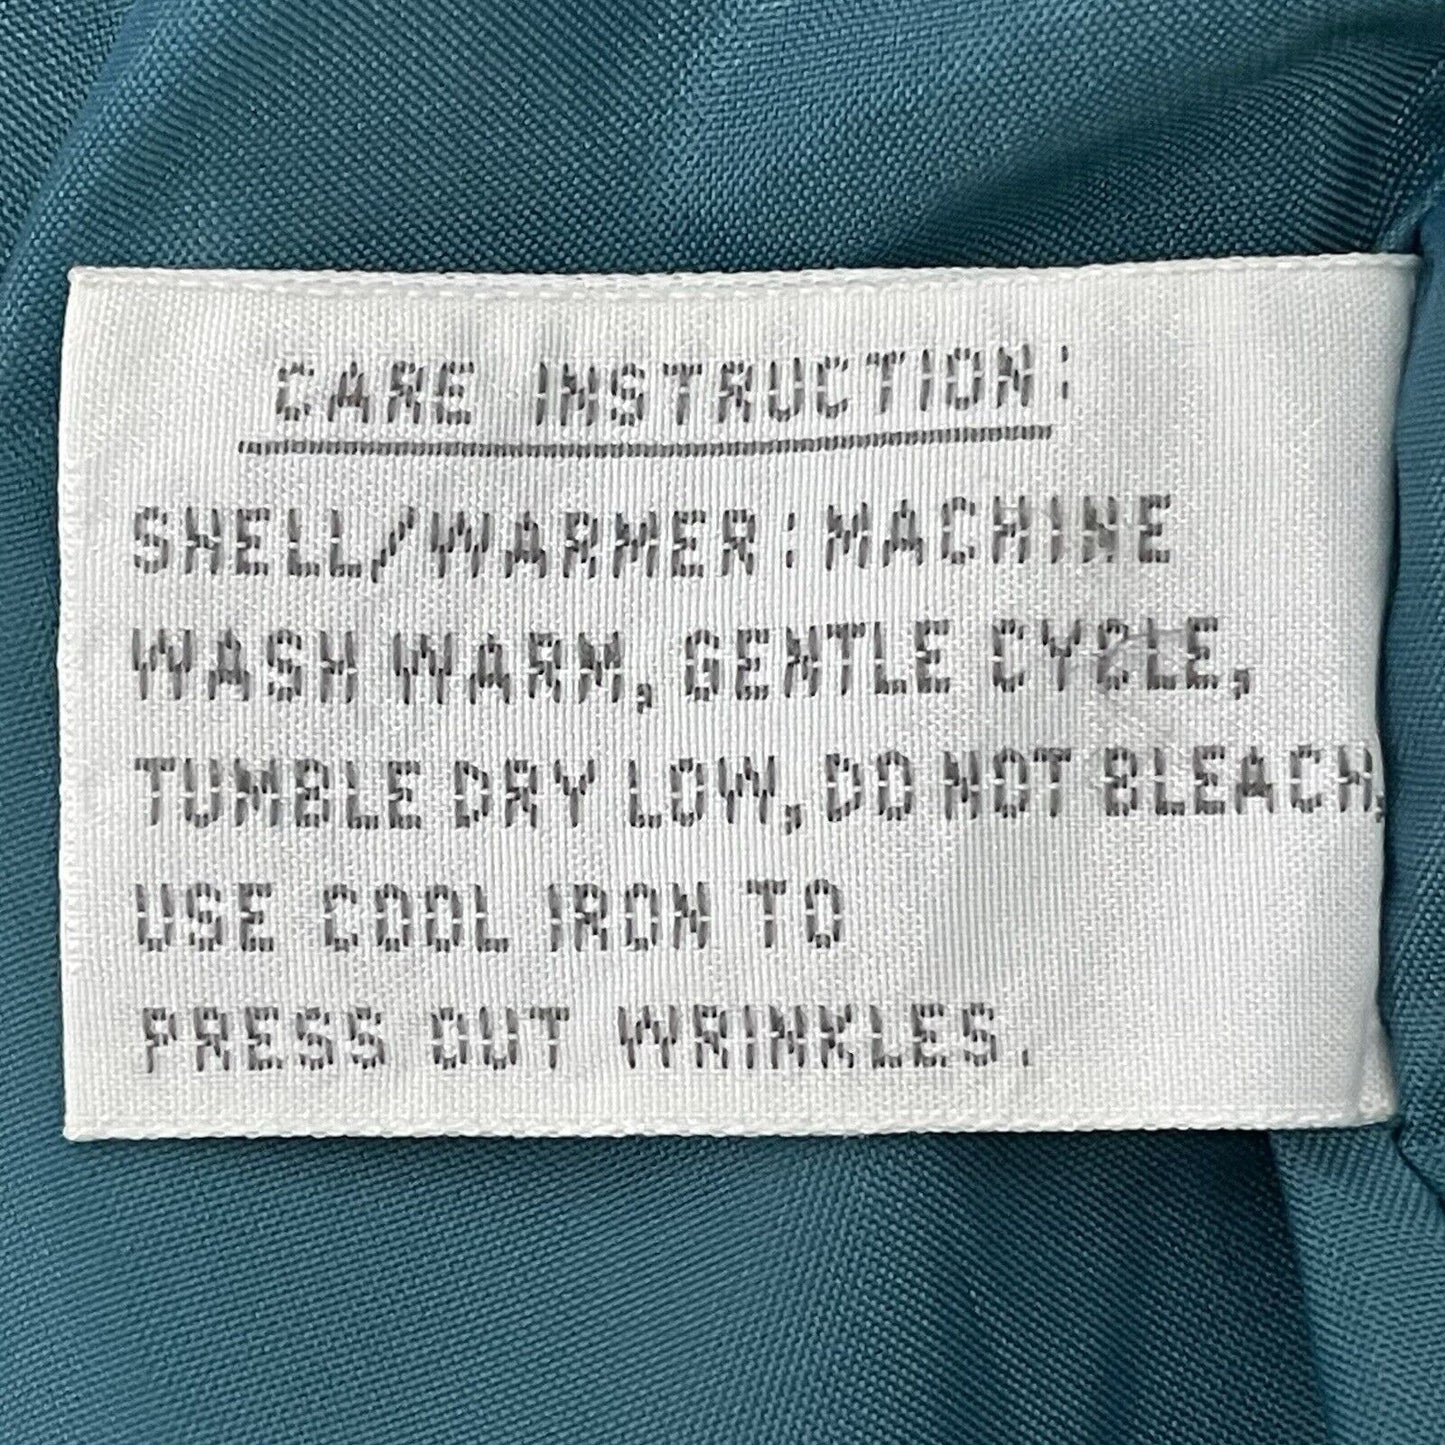 CARE INSTRUCTION:
SHELL/WARMER: MACHINE
WASH WARM, GENTLE CYCLE,
TUMBLE DRY LOW, DO NOT BLEACH,
USE COOL IRON TO
PRESS OUT WRINKLES.